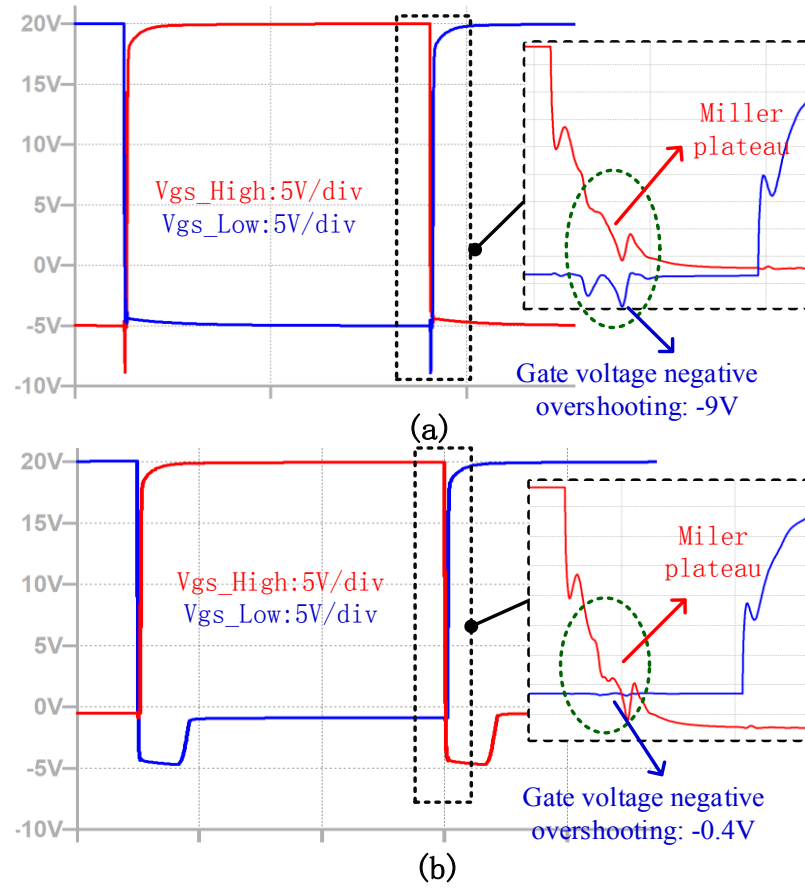 20V
15V
10V
5V
0V
-5V
-10V
Vgs_High:5V/div
Vgs_Low:5V/div
Miller
plateau
Gate voltage negative
overshooting: -9V
(a)
20V
15V
10V
5V
0V
-5V
-10V
Vgs_High:5V/div
Vgs_Low:5V/div
Miler
plateau
Gate voltage negative
overshooting: -0.4V
(b)